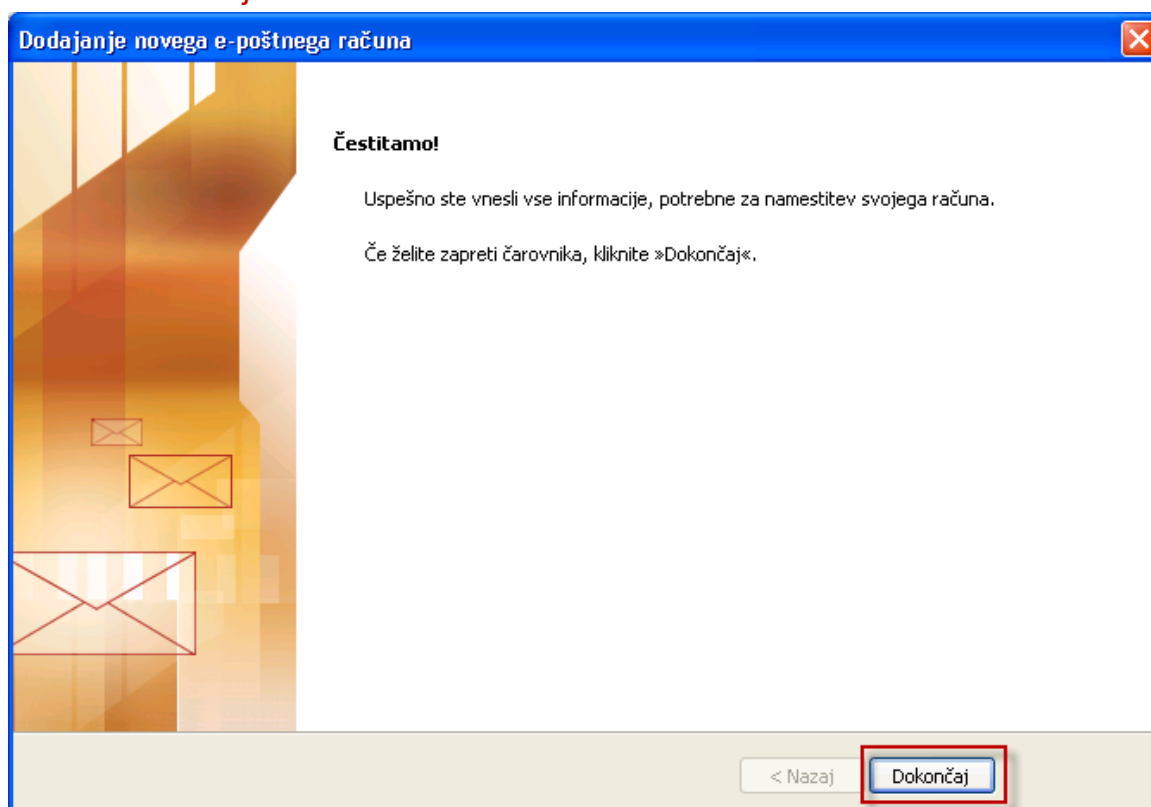 Dodajanje novega e-poštnega računa
Čestitamo!
Uspešno ste vnesli vse informacije, potrebne za namestitev svojega računa.
Če želite zapreti čarovnika, kliknite »Dokončaj«.
< Nazaj
Dokončaj